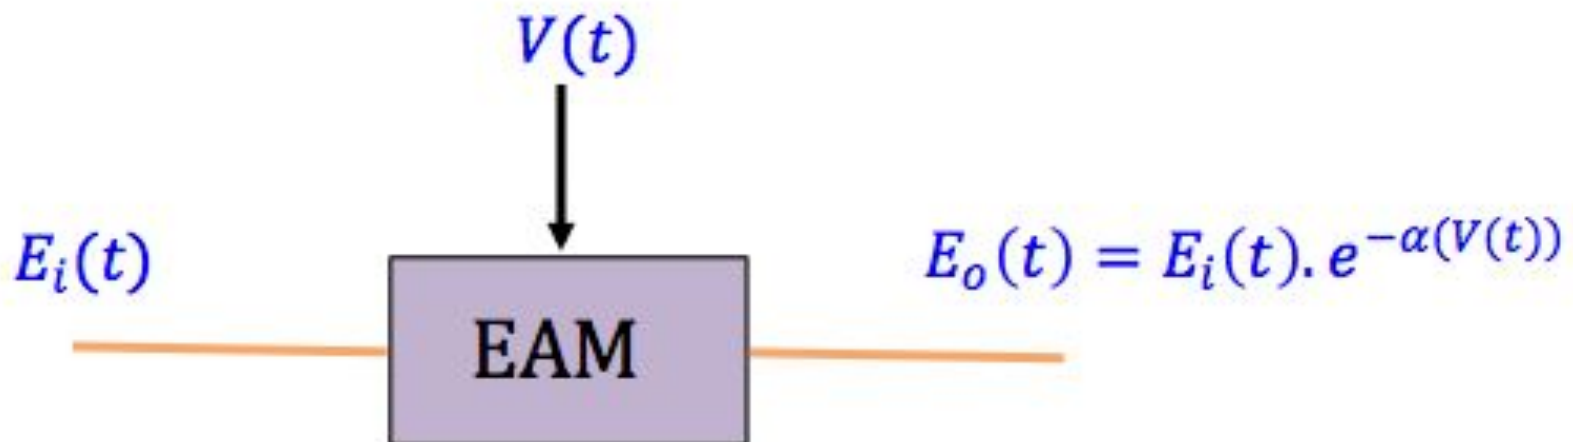 V(t)
E_i(t)
E_o(t) = E_i(t). e^{-α(V(t))}
EAM